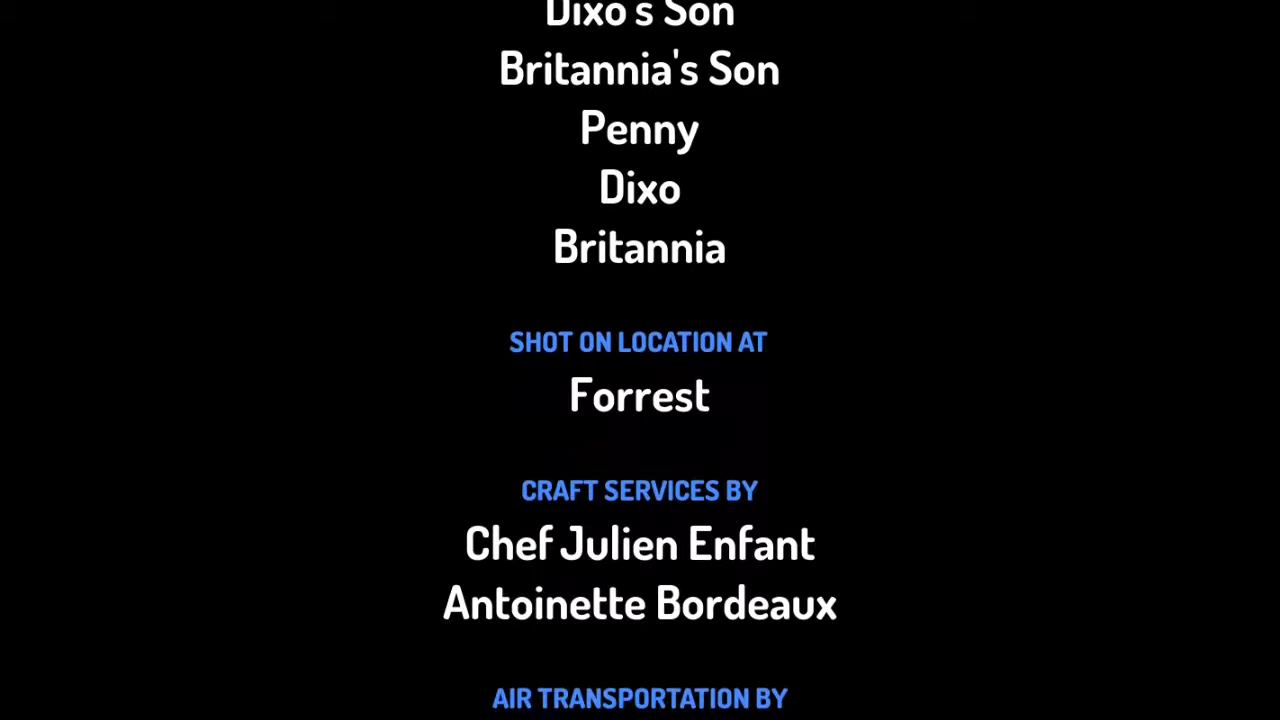 Dixo's Son
Britannia's Son
Penny
Dixo
Britannia
SHOT ON LOCATION AT
Forrest
CRAFT SERVICES BY
Chef Julien Enfant
Antoinette Bordeaux
AIR TRANSPORTATION BY